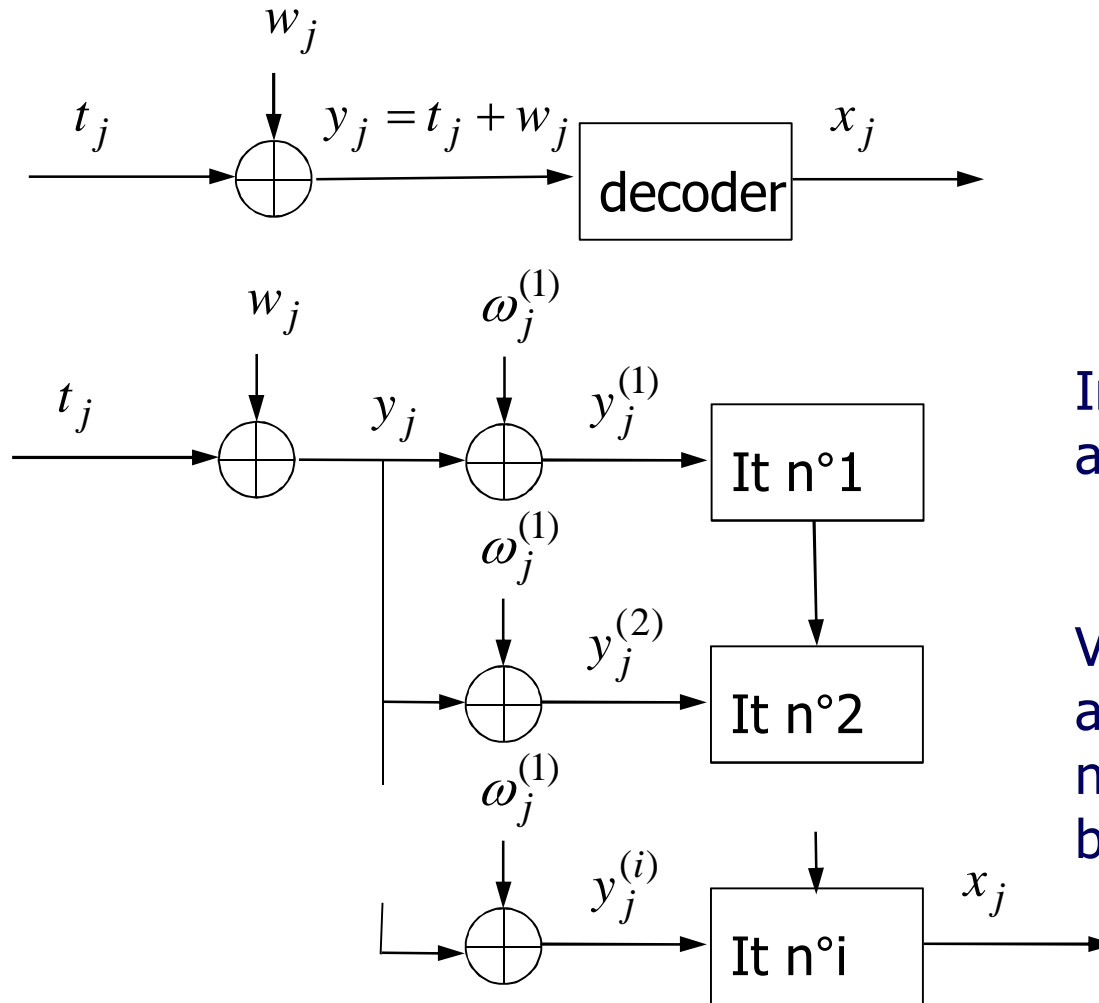 w_j
t_j
y_j = t_j + w_j
decoder
x_j
w_j
ω_j^{(1)}
t_j
y_j
y_j^{(1)}
It n°1
ω_j^{(1)}
y_j^{(2)}
It n°2
ω_j^{(1)}
y_j^{(i)}
It n°i
x_j